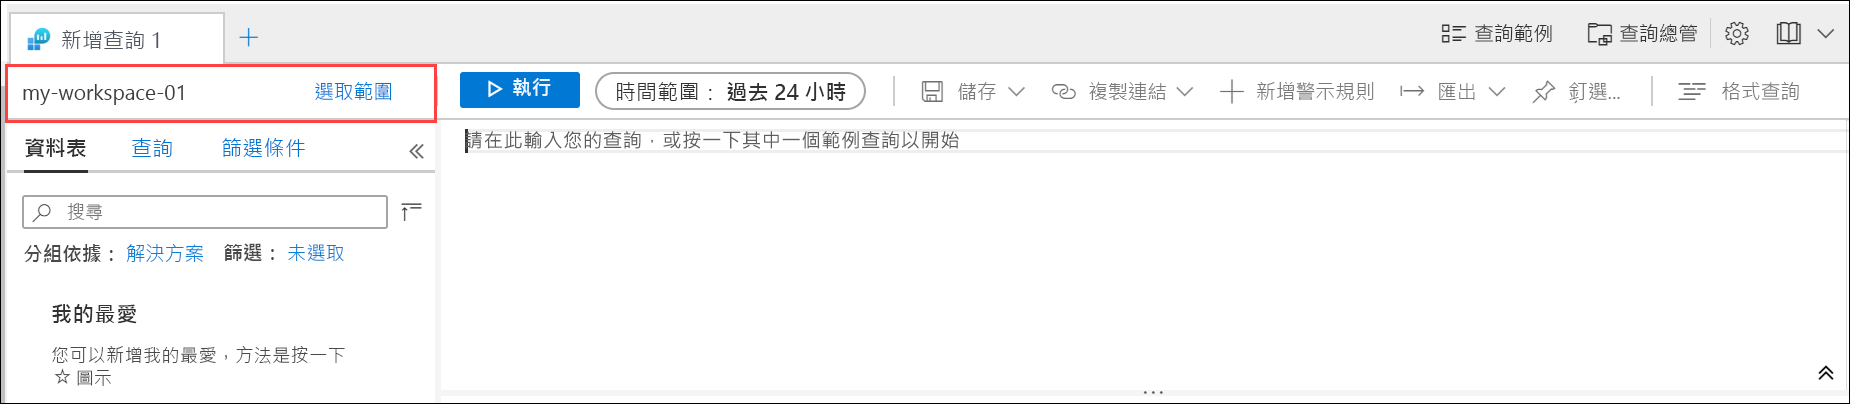 新增查詢 1
查詢範例
查詢總管
my-workspace-01
選取範圍
執行
時間範圍： 過去 24 小時
儲存
複製連結
新增警示規則
匯出
釘選...
格式查詢
資料表
查詢
篩選條件
請在此輸入您的查詢，或按一下其中一個範例查詢以開始
搜尋
分組依據： 解決方案
篩選： 未選取
我的最愛
您可以新增我的最愛，方法是按一下
☆ 圖示